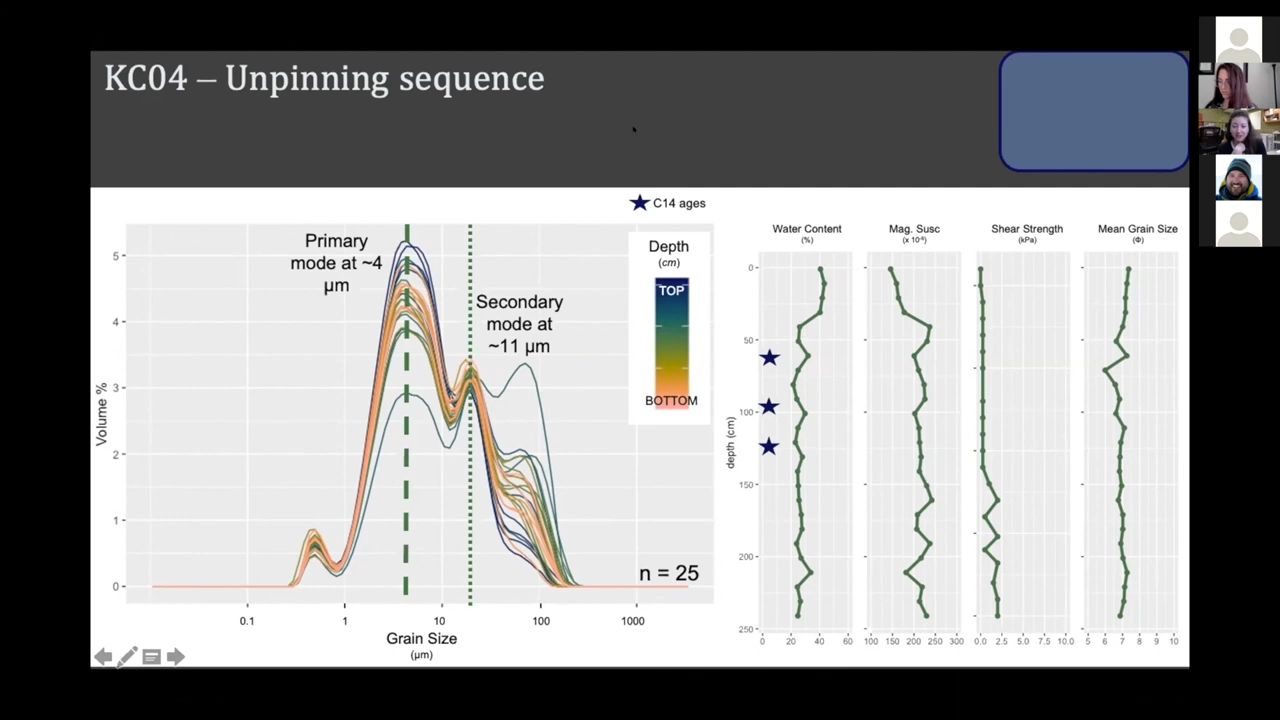 KC04 – Unpinning sequence
★ C14 ages
Primary
mode at ~4
µm
Secondary
mode at
~11 µm
Depth
(cm)
TOP
BOTTOM
n = 25
Volume %
5
4
3
2
1
0
0.1 1 10 100 1000
Grain Size
(µm)
Water Content
(%)
Mag. Susc
(x 10⁻⁸)
Shear Strength
(kPa)
Mean Grain Size
(Φ)
depth (cm)
0
50
100
150
200
250
0 20 40 60
100 150 200 250 300
0.0 2.5 5.0 7.5 10.0
5 6 7 8 9 10